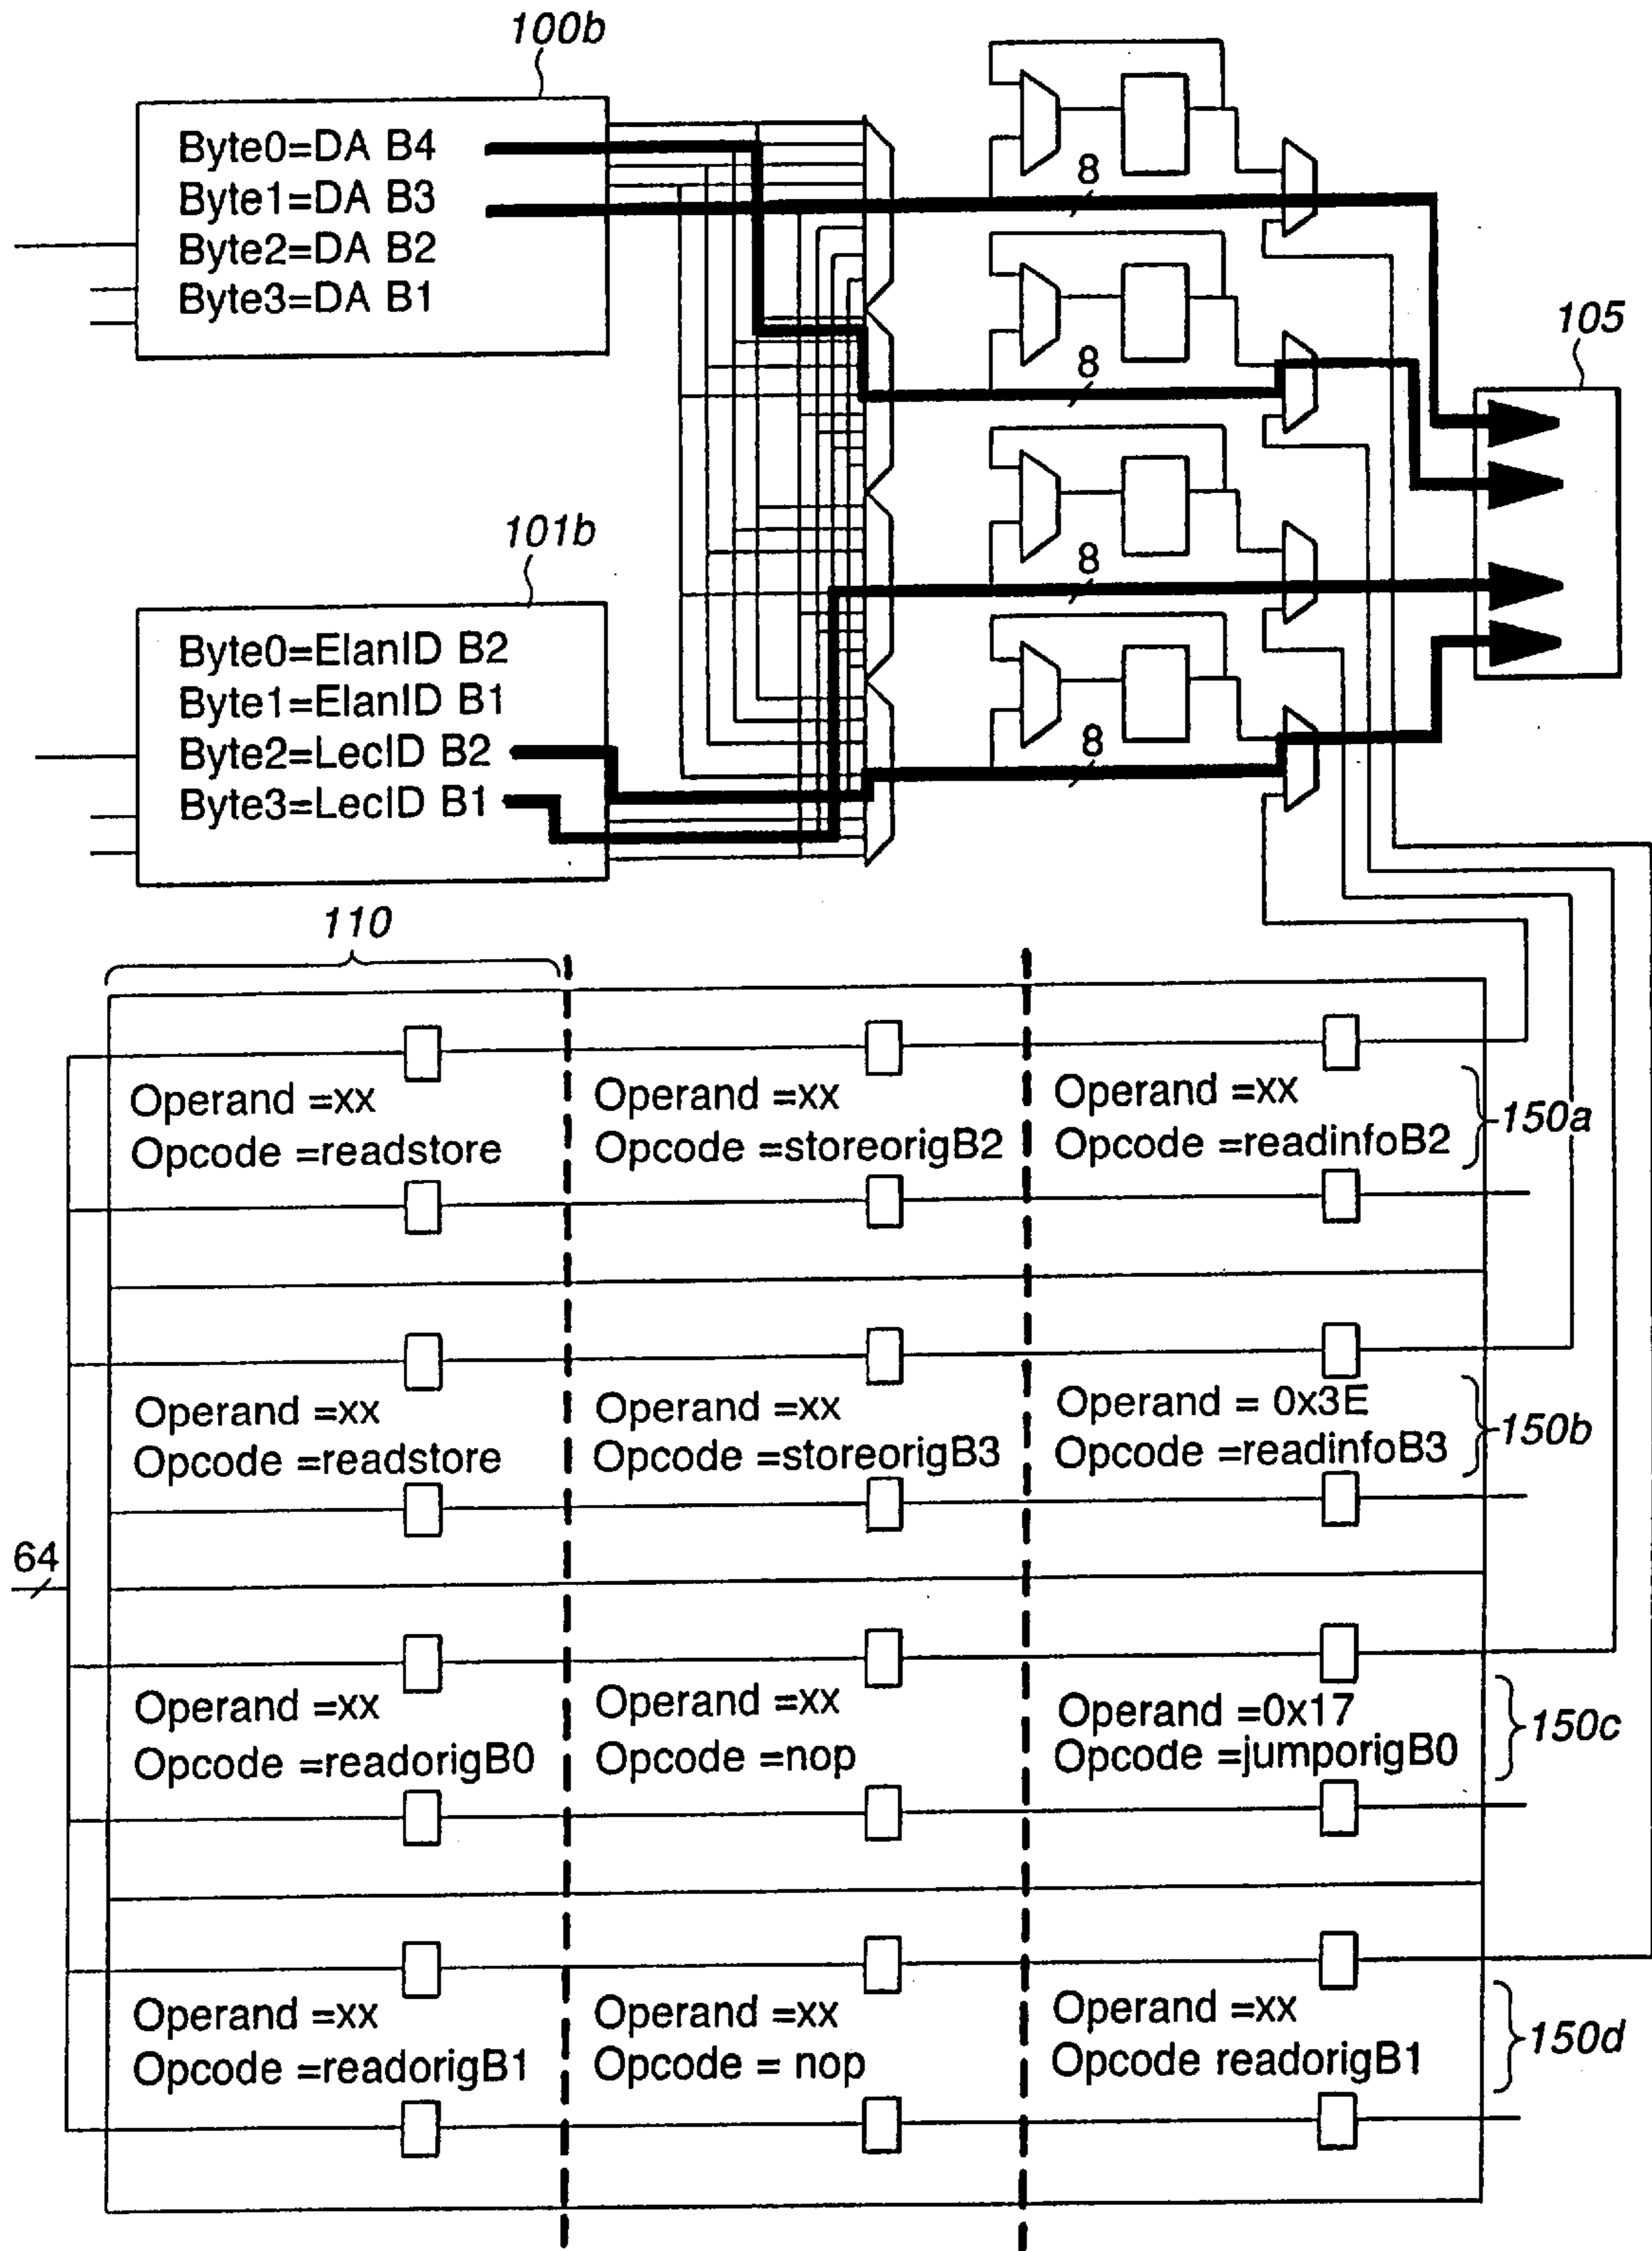 100b
Byte0=DA B4
Byte1=DA B3
Byte2=DA B2
Byte3=DA B1
8
8
8
8
105
101b
Byte0=ElanID B2
Byte1=ElanID B1
Byte2=LecID B2
Byte3=LecID B1
110
Operand =xx
Opcode =readstore
Operand =xx
Opcode =storeorigB2
Operand =xx
Opcode =readinfoB2
150a
Operand =xx
Opcode =readstore
Operand =xx
Opcode =storeorigB3
Operand = 0x3E
Opcode =readinfoB3
150b
64
Operand =xx
Opcode =readorigB0
Operand =xx
Opcode =nop
Operand =0x17
Opcode =jumporigB0
150c
Operand =xx
Opcode =readorigB1
Operand =xx
Opcode = nop
Operand =xx
Opcode readorigB1
150d